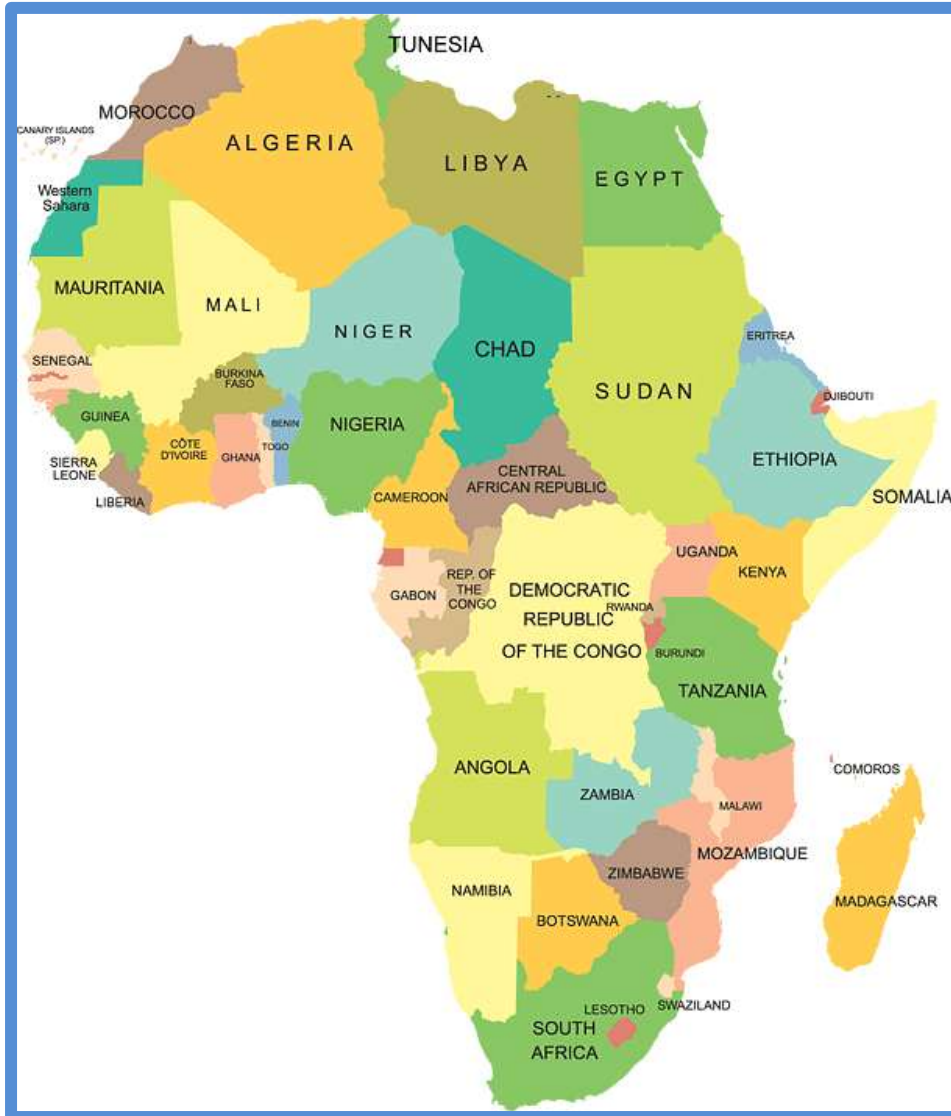 TUNESIA
MOROCCO
CANARY ISLANDS
(SP.)
ALGERIA
LIBYA
EGYPT
Western
Sahara
MAURITANIA
MALI
NIGER
CHAD
SUDAN
ERITREA
SENEGAL
BURKINA
FASO
DJIBOUTI
GUINEA
BENIN
NIGERIA
CÔTE
D'IVOIRE
GHANA
TOGO
ETHIOPIA
SIERRA
LEONE
CENTRAL
AFRICAN REPUBLIC
LIBERIA
CAMEROON
SOMALIA
UGANDA
KENYA
REP. OF
THE
CONGO
GABON
DEMOCRATIC
REPUBLIC
OF THE CONGO
RWANDA
BURUNDI
TANZANIA
ANGOLA
COMOROS
ZAMBIA
MALAWI
MOZAMBIQUE
ZIMBABWE
NAMIBIA
MADAGASCAR
BOTSWANA
SWAZILAND
LESOTHO
SOUTH
AFRICA